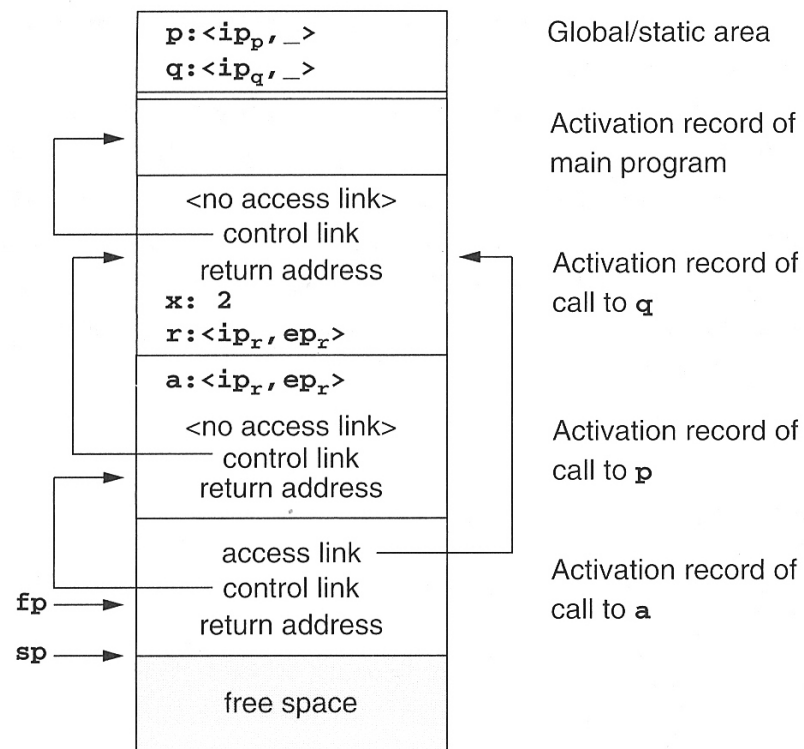 p:<ip_p,_>
q:<ip_q,_>
Global/static area
Activation record of
main program
<no access link>
control link
return address
x: 2
r:<ip_r,ep_r>
Activation record of
call to q
a:<ip_r,ep_r>
<no access link>
control link
return address
Activation record of
call to p
access link
control link
return address
fp
sp
Activation record of
call to a
free space